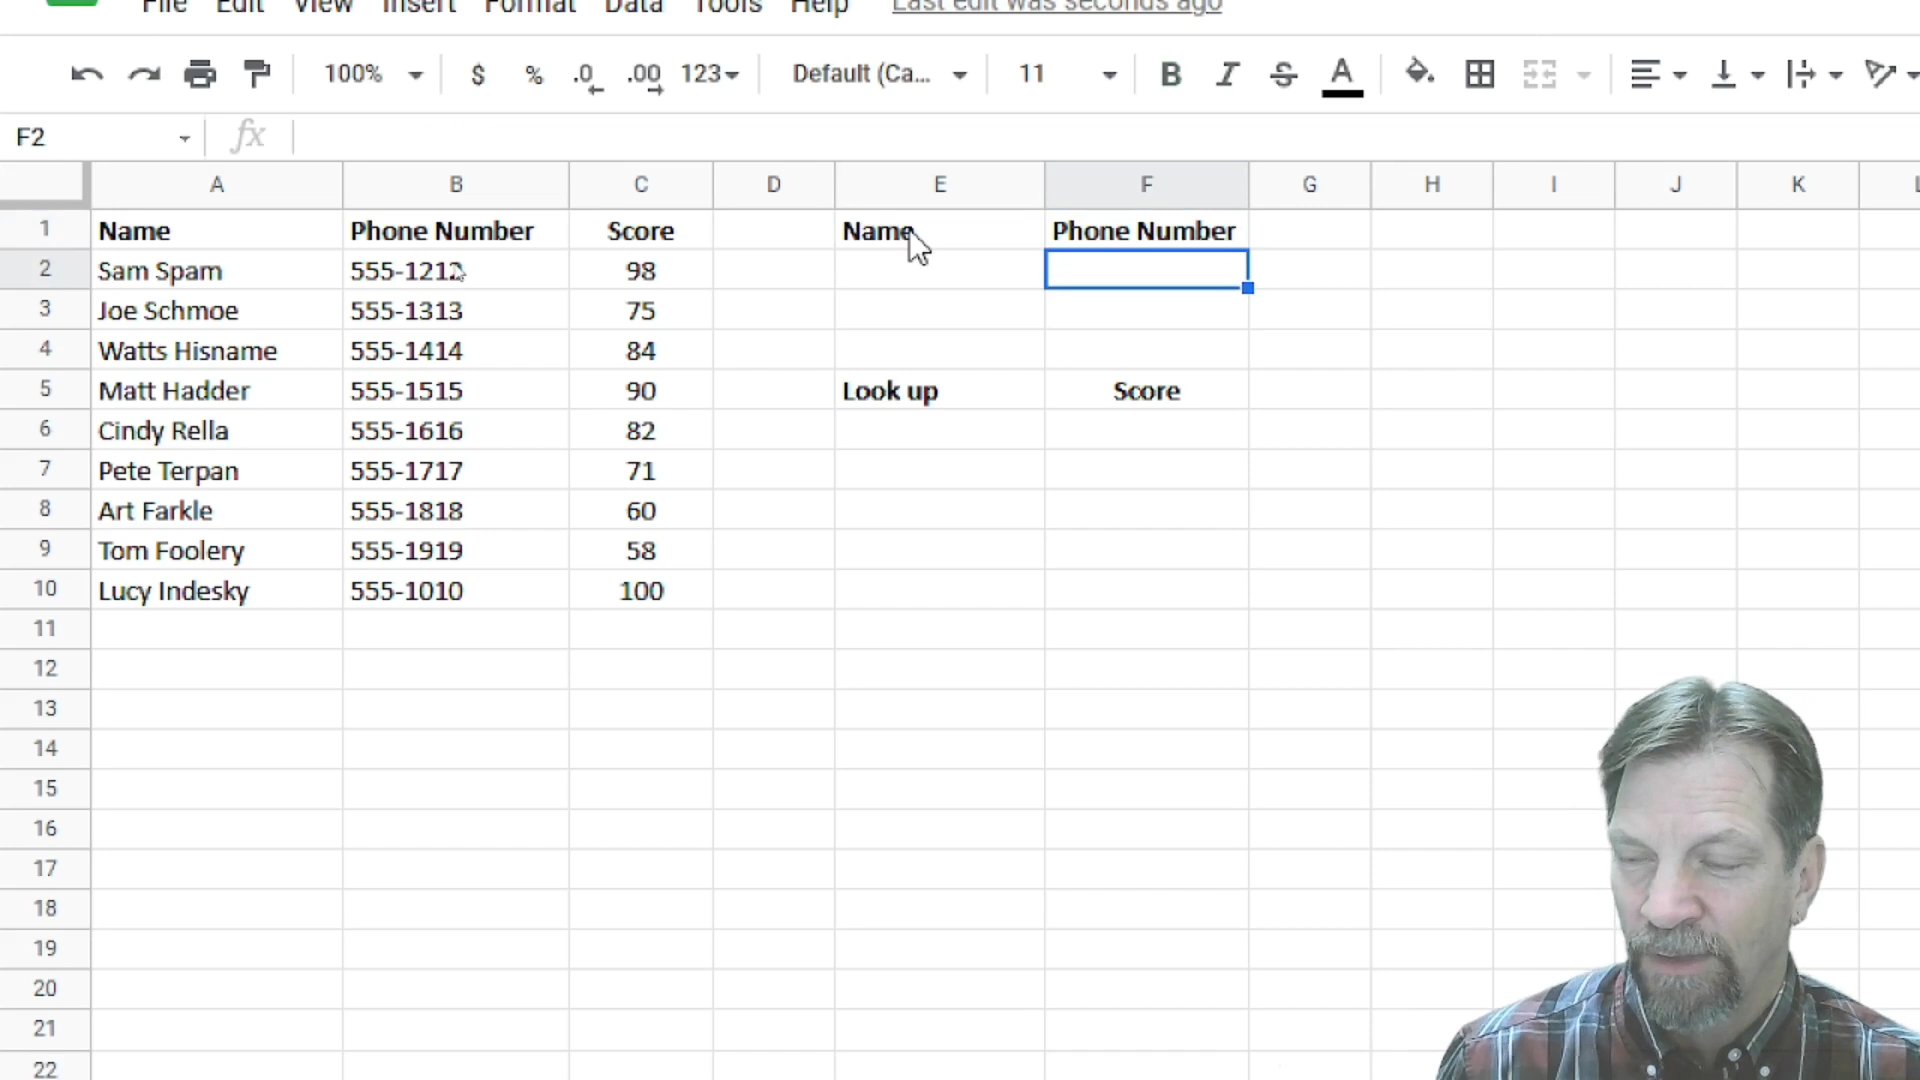 File Edit View Insert Format Data Tools Help Last edit was seconds ago
100% $ % .0 .00 123 Default (Ca... 11 B I S A
F2 fx
A B C D E F G H I J K L
1 Name Phone Number Score Name Phone Number
2 Sam Spam 555-1212 98
3 Joe Schmoe 555-1313 75
4 Watts Hisname 555-1414 84
5 Matt Hadder 555-1515 90 Look up Score
6 Cindy Rella 555-1616 82
7 Pete Terpan 555-1717 71
8 Art Farkle 555-1818 60
9 Tom Foolery 555-1919 58
10 Lucy Indesky 555-1010 100
11
12
13
14
15
16
17
18
19
20
21
22